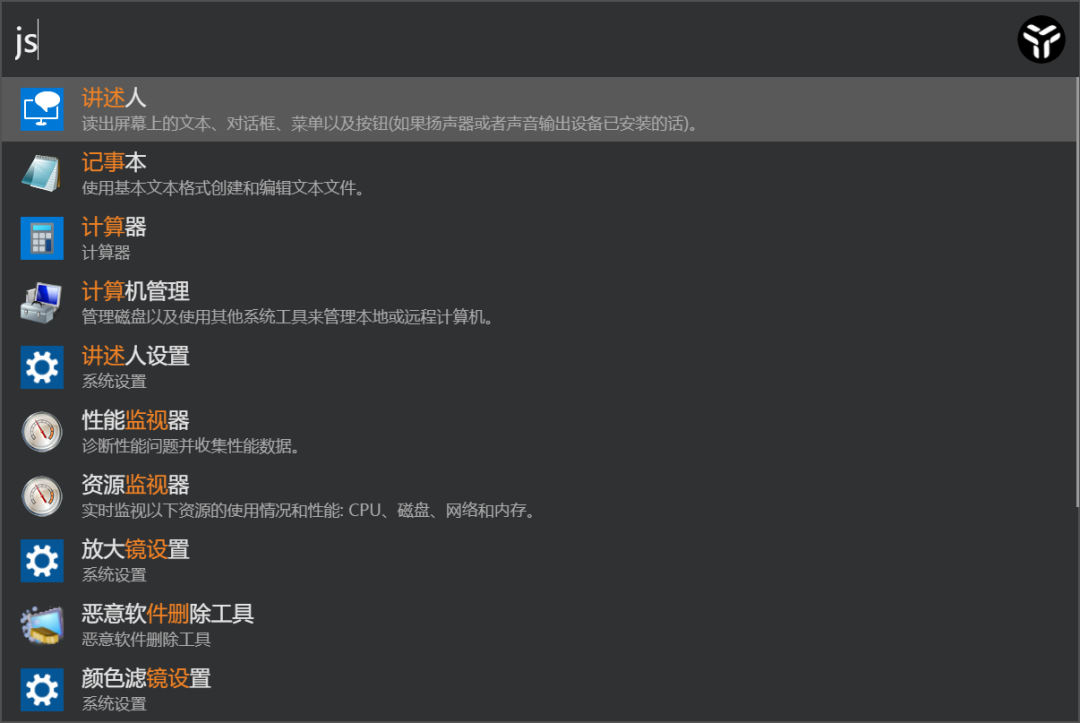 js
讲述人
读出屏幕上的文本、对话框、菜单以及按钮(如果扬声器或者声音输出设备已安装的话)。
记事本
使用基本文本格式创建和编辑文本文件。
计算器
计算器
计算机管理
管理磁盘以及使用其他系统工具来管理本地或远程计算机。
讲述人设置
系统设置
性能监视器
诊断性能问题并收集性能数据。
资源监视器
实时监视以下资源的使用情况和性能: CPU、磁盘、网络和内存。
放大镜设置
系统设置
恶意软件删除工具
恶意软件删除工具
颜色滤镜设置
系统设置